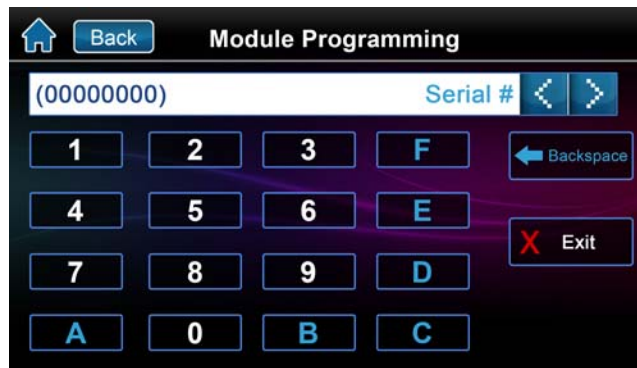 Back Module Programming
(00000000) Serial #
1 2 3 F Backspace
4 5 6 E
X Exit
7 8 9 D
A 0 B C